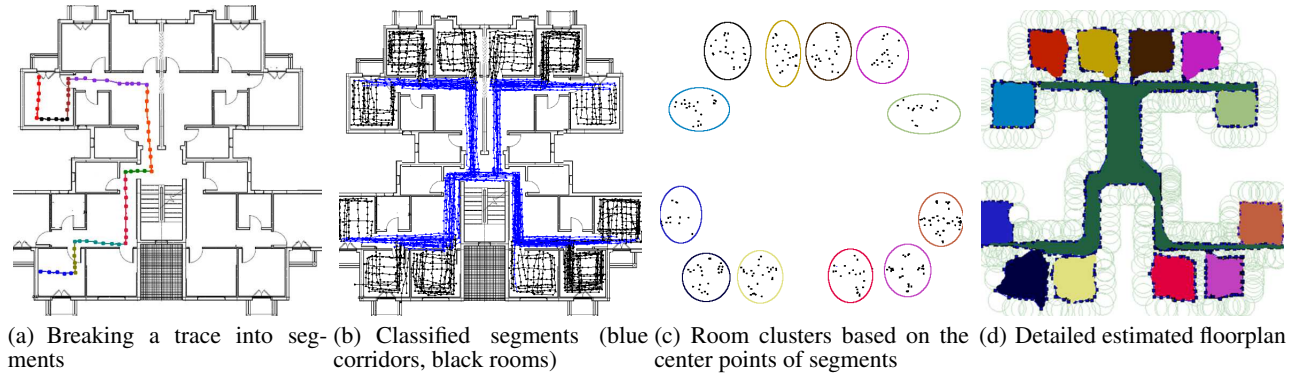 (a) Breaking a trace into seg-
ments
(b) Classified segments (blue
corridors, black rooms)
(c) Room clusters based on the
center points of segments
(d) Detailed estimated floorplan